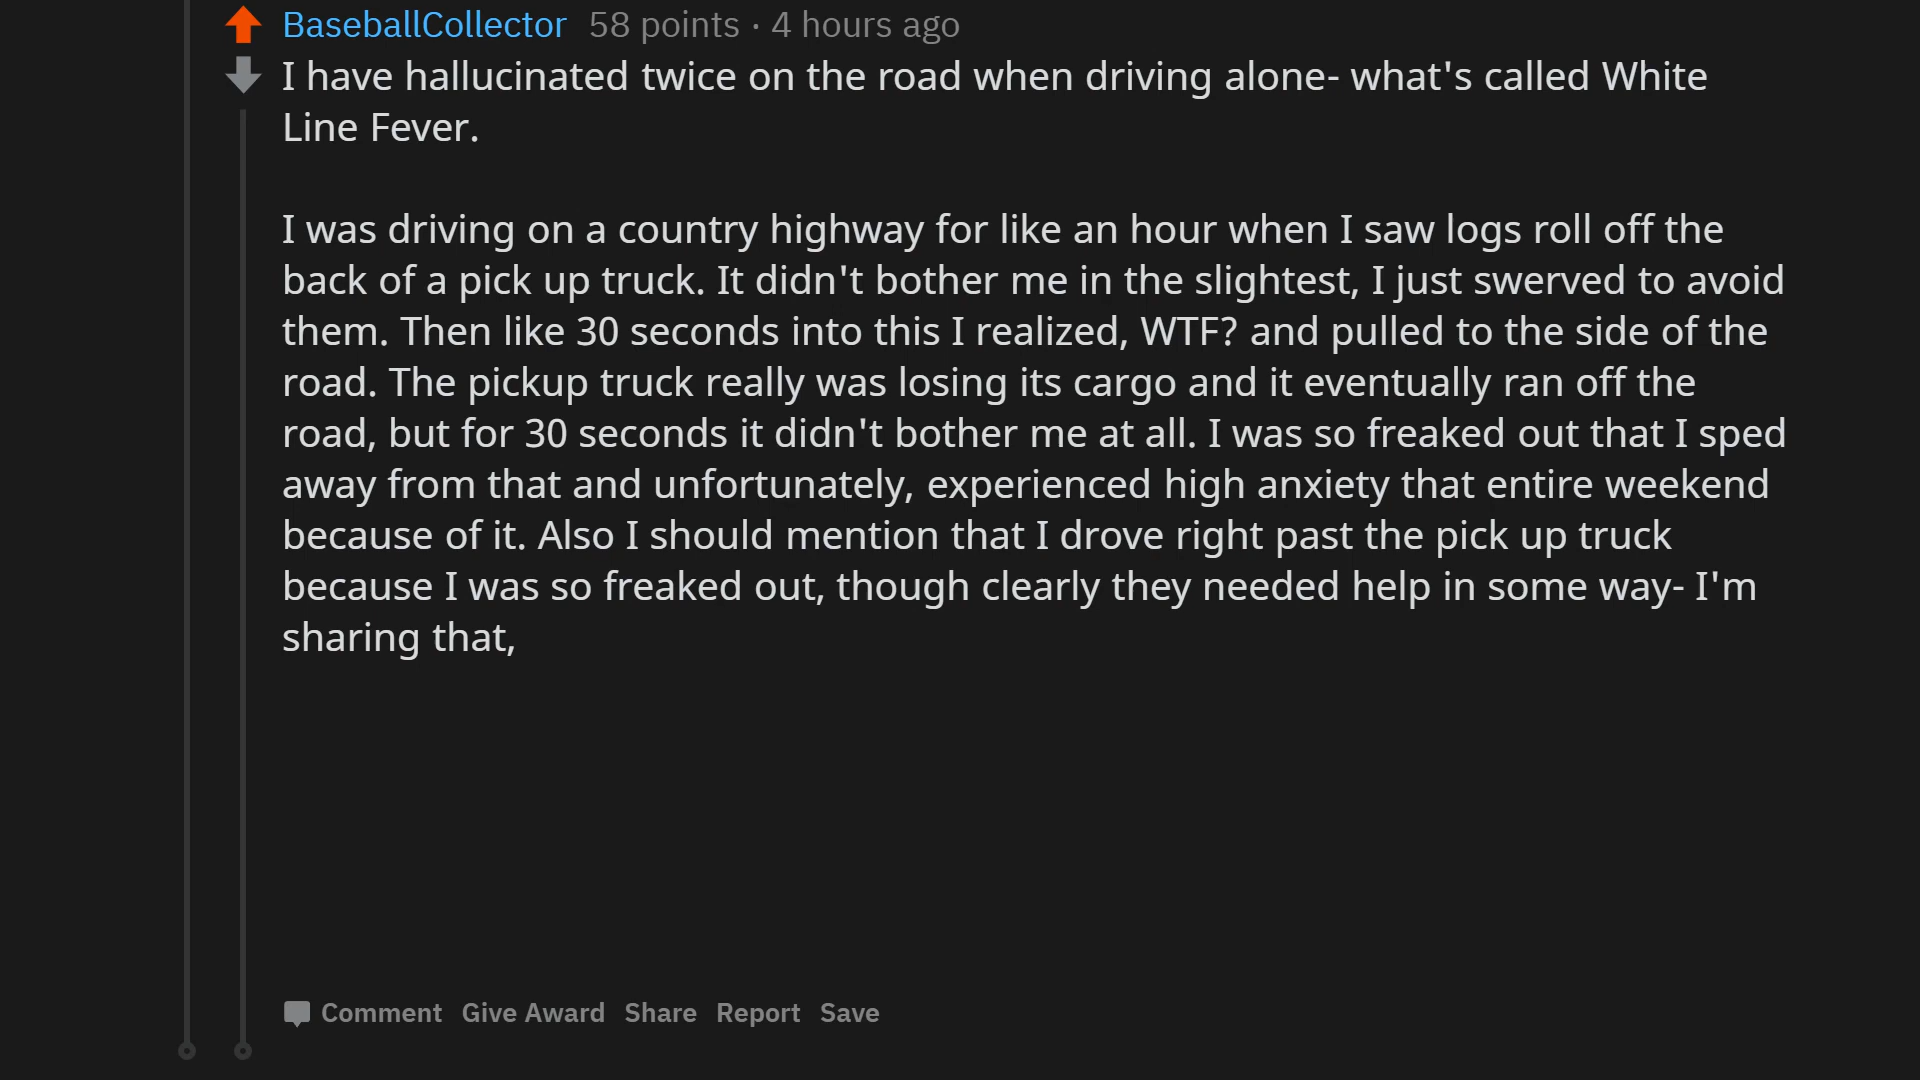 BaseballCollector 58 points · 4 hours ago
I have hallucinated twice on the road when driving alone- what's called White
Line Fever.
I was driving on a country highway for like an hour when I saw logs roll off the
back of a pick up truck. It didn't bother me in the slightest, I just swerved to avoid
them. Then like 30 seconds into this I realized, WTF? and pulled to the side of the
road. The pickup truck really was losing its cargo and it eventually ran off the
road, but for 30 seconds it didn't bother me at all. I was so freaked out that I sped
away from that and unfortunately, experienced high anxiety that entire weekend
because of it. Also I should mention that I drove right past the pick up truck
because I was so freaked out, though clearly they needed help in some way- I'm
sharing that,
Comment Give Award Share Report Save